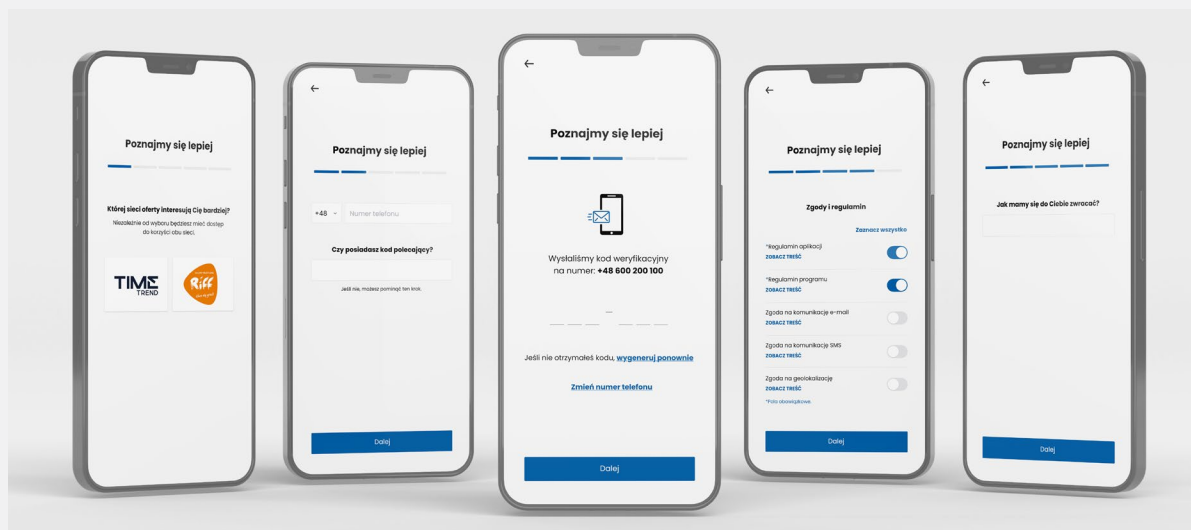 Poznajmy się lepiej
Której sieci oferty interesują Cię bardziej?
Niezależnie od wyboru będziesz mieć dostęp
do korzyści obu sieci.
TIME
TREND
Riff
Poznajmy się lepiej
+48
Numer telefonu
Czy posiadasz kod polecający?
Jeśli nie, możesz pominąć ten krok.
Dalej
Poznajmy się lepiej
Wysłaliśmy kod weryfikacyjny
na numer: +48 600 200 100
Jeśli nie otrzymałeś kodu, wygeneruj ponownie
Zmień numer telefonu
Dalej
Poznajmy się lepiej
Zgody i regulamin
Zaznacz wszystko
*Regulamin aplikacji
ZOBACZ TREŚĆ
*Regulamin programu
ZOBACZ TREŚĆ
Zgoda na komunikację e-mail
ZOBACZ TREŚĆ
Zgoda na komunikację SMS
ZOBACZ TREŚĆ
Zgoda na geolokalizację
ZOBACZ TREŚĆ
*Pola obowiązkowe
Dalej
Poznajmy się lepiej
Jak mamy się do Ciebie zwracać?
Dalej